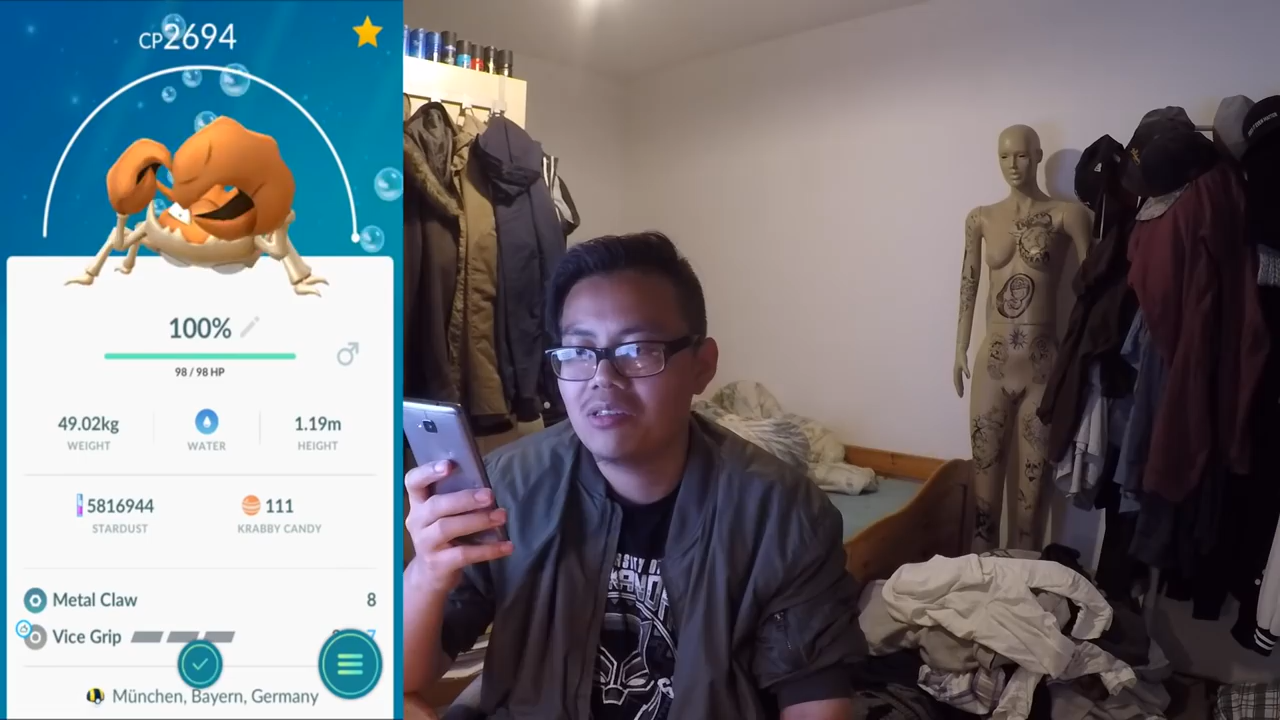 CP2694
100%
98 / 98 HP
49.02kg
WEIGHT
WATER
1.19m
HEIGHT
5816944
STARDUST
111
KRABBY CANDY
Metal Claw 8
Vice Grip
München, Bayern, Germany